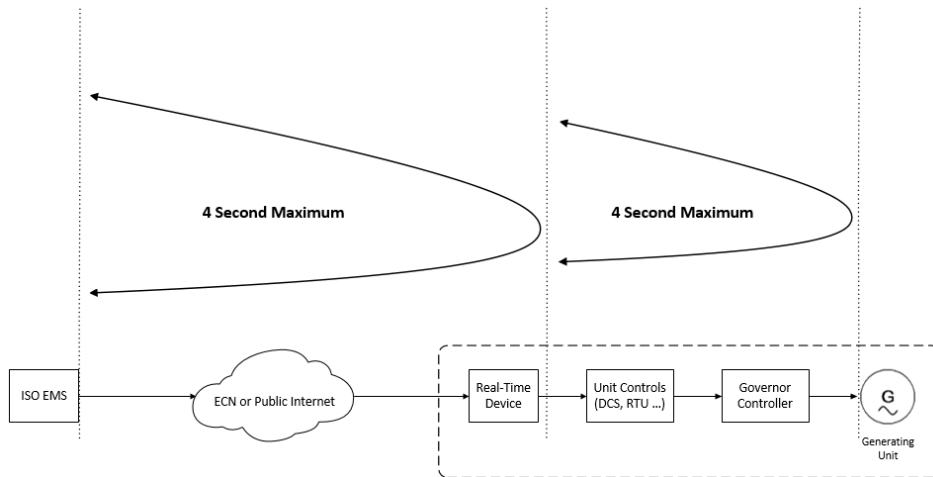 4 Second Maximum
4 Second Maximum
ISO EMS
ECN or Public Internet
Real-Time
Device
Unit Controls
(DCS, RTU ...)
Governor
Controller
G
Generating
Unit